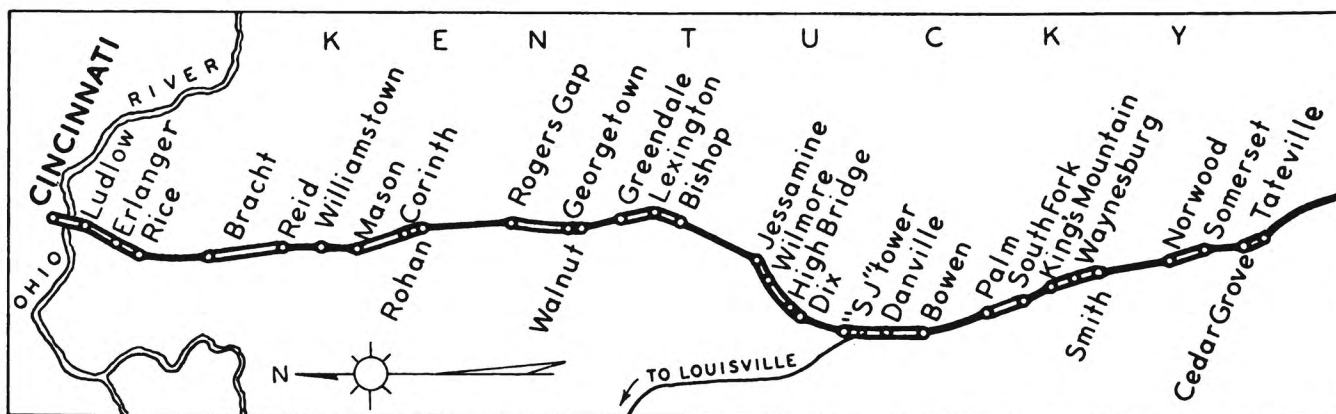 KENTUCKY
CINCINNATI
OHIO RIVER
Ludlow
Erlanger
Rice
Bracht
Reid
Williamstown
Mason
Rohan
Corinth
Rogers Gap
Walnut
Georgetown
Greendale
Lexington
Bishop
Jessamine
Wilmore
High Bridge
Dix
"SJ" Tower
Danville
Bowen
Palm
South Fork
King's Mountain
Smith
Waynesburg
Norwood
Somerset
Cedar Grove
Tateville
N
TO LOUISVILLE